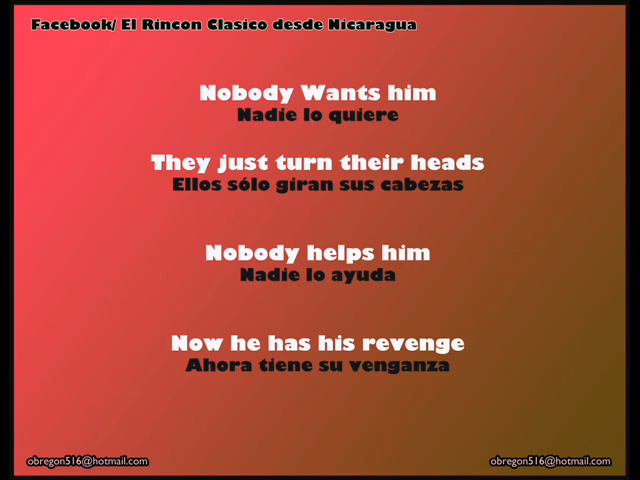 Facebook/ El Rincon Clasico desde Nicaragua
Nobody Wants him
Nadie lo quiere
They just turn their heads
Ellos sólo giran sus cabezas
Nobody helps him
Nadie lo ayuda
Now he has his revenge
Ahora tiene su venganza
obregon516@hotmail.com
obregon516@hotmail.com